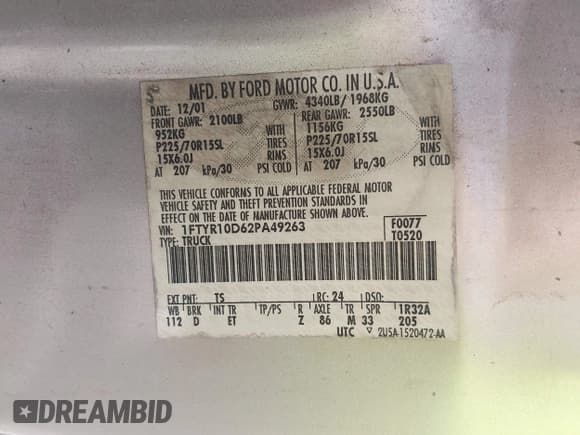 MFD. BY FORD MOTOR CO. IN U.S.A.
DATE: 12/01 GVWR: 4340LB/ 1968KG
FRONT GAWR: 2100LB REAR GAWR: 2550LB
952KG WITH 1156KG WITH
P225/70R15SL TIRES P225/70R15SL TIRES
15X6.0J RIMS 15X6.0J RIMS
AT 207 kPa/30 PSI COLD AT 207 kPa/30 PSI COLD
THIS VEHICLE CONFORMS TO ALL APPLICABLE FEDERAL MOTOR
VEHICLE SAFETY AND THEFT PREVENTION STANDARDS IN
EFFECT ON THE DATE OF MANUFACTURE SHOWN ABOVE.
VIN: 1FTYR10D62PA49263 F0077
TYPE: TRUCK T0520
EXT PNT: TS RC: 24 DSO:
WB BRK INT TR TP/PS R AXLE TR SPR 1R32A
112 D ET Z 86 M 33 205
UTC ▽ 2U5A-1520472-AA
DREAMBID